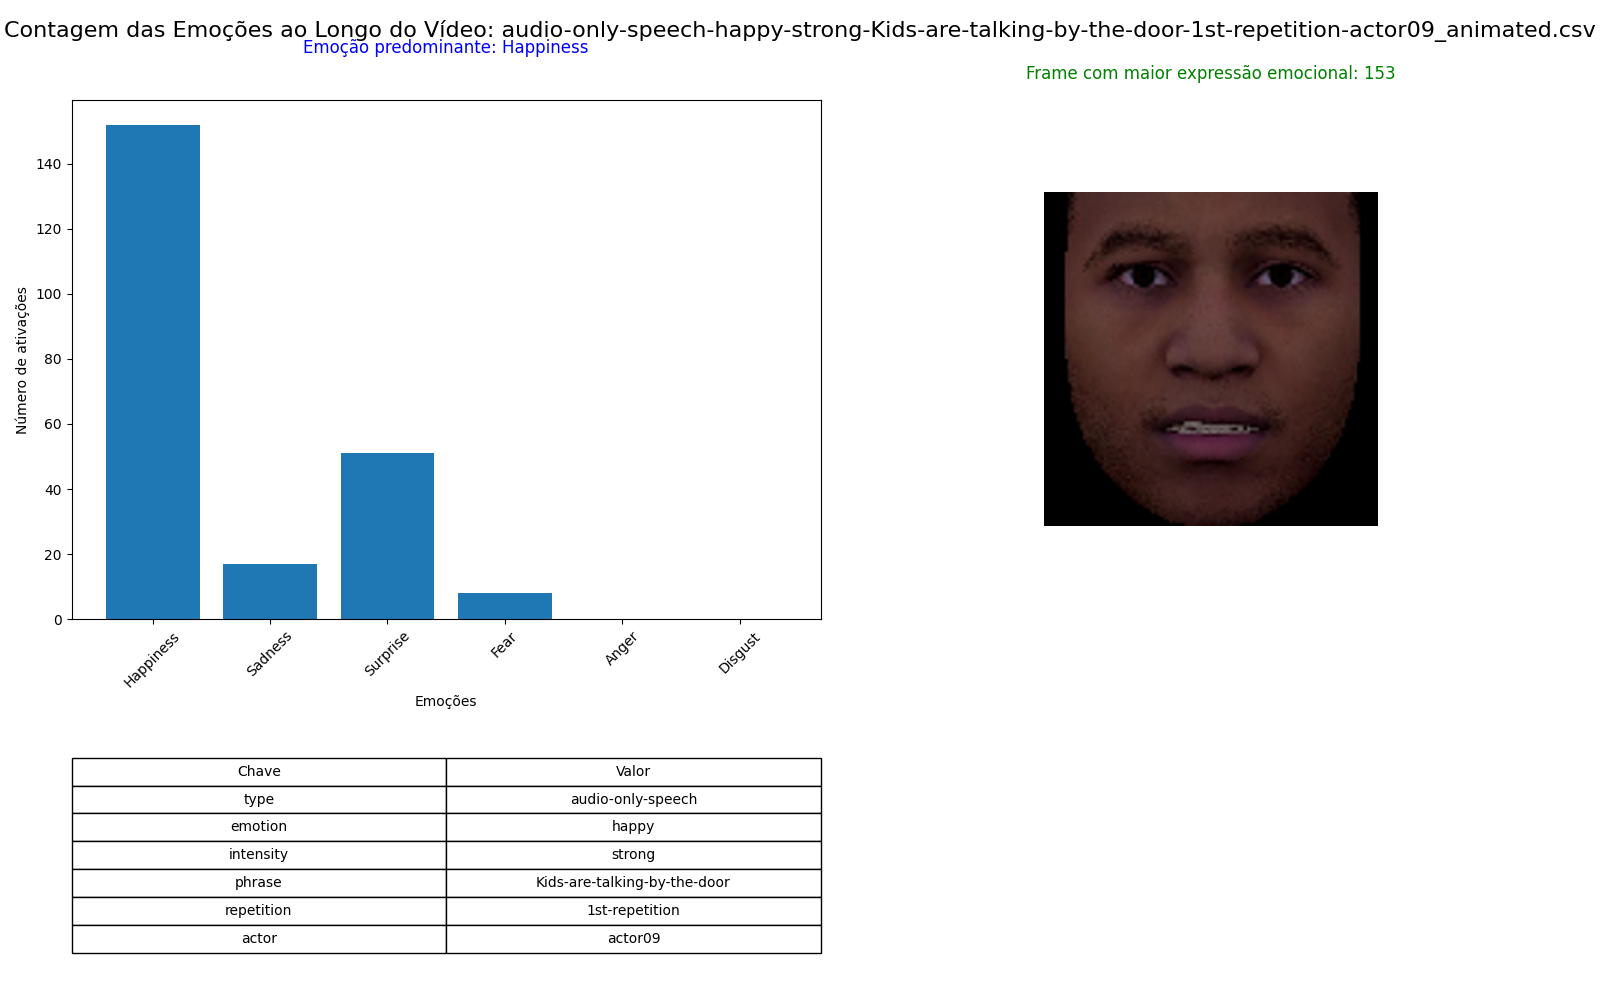 Contagem das Emoções ao Longo do Vídeo: audio-only-speech-happy-strong-Kids-are-talking-by-the-door-1st-repetition-actor09_animated.csv
Emoção predominante: Happiness
Frame com maior expressão emocional: 153
Número de ativações
140
120
100
80
60
40
20
0
Happiness
Sadness
Surprise
Fear
Anger
Disgust
Emoções
Chave Valor
type audio-only-speech
emotion happy
intensity strong
phrase Kids-are-talking-by-the-door
repetition 1st-repetition
actor actor09